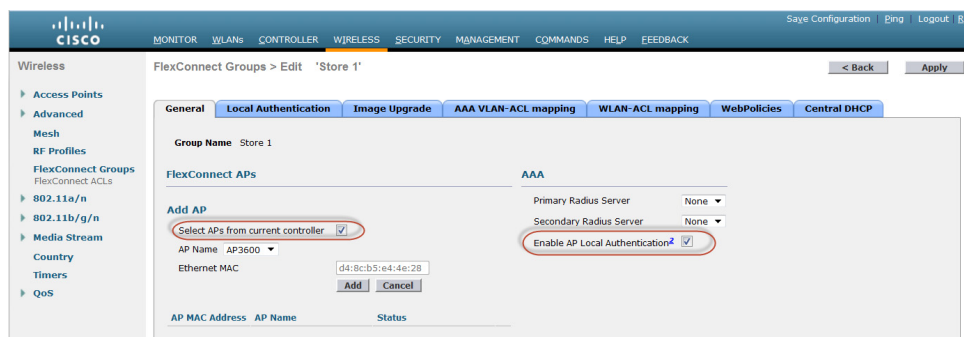 Save Configuration | Ping | Logout | R
CISCO
MONITOR WLANs CONTROLLER WIRELESS SECURITY MANAGEMENT COMMANDS HELP FEEDBACK
Wireless
FlexConnect Groups > Edit 'Store 1'
< Back
Apply
Access Points
Advanced
Mesh
RF Profiles
FlexConnect Groups
FlexConnect ACLs
802.11a/n
802.11b/g/n
Media Stream
Country
Timers
QoS
General Local Authentication Image Upgrade AAA VLAN-ACL mapping WLAN-ACL mapping WebPolicies Central DHCP
Group Name Store 1
FlexConnect APs
Add AP
Select APs from current controller
AP Name AP3600
Ethernet MAC d4:8c:b5:e4:4e:28
Add Cancel
AP MAC Address AP Name Status
AAA
Primary Radius Server None
Secondary Radius Server None
Enable AP Local Authentication2